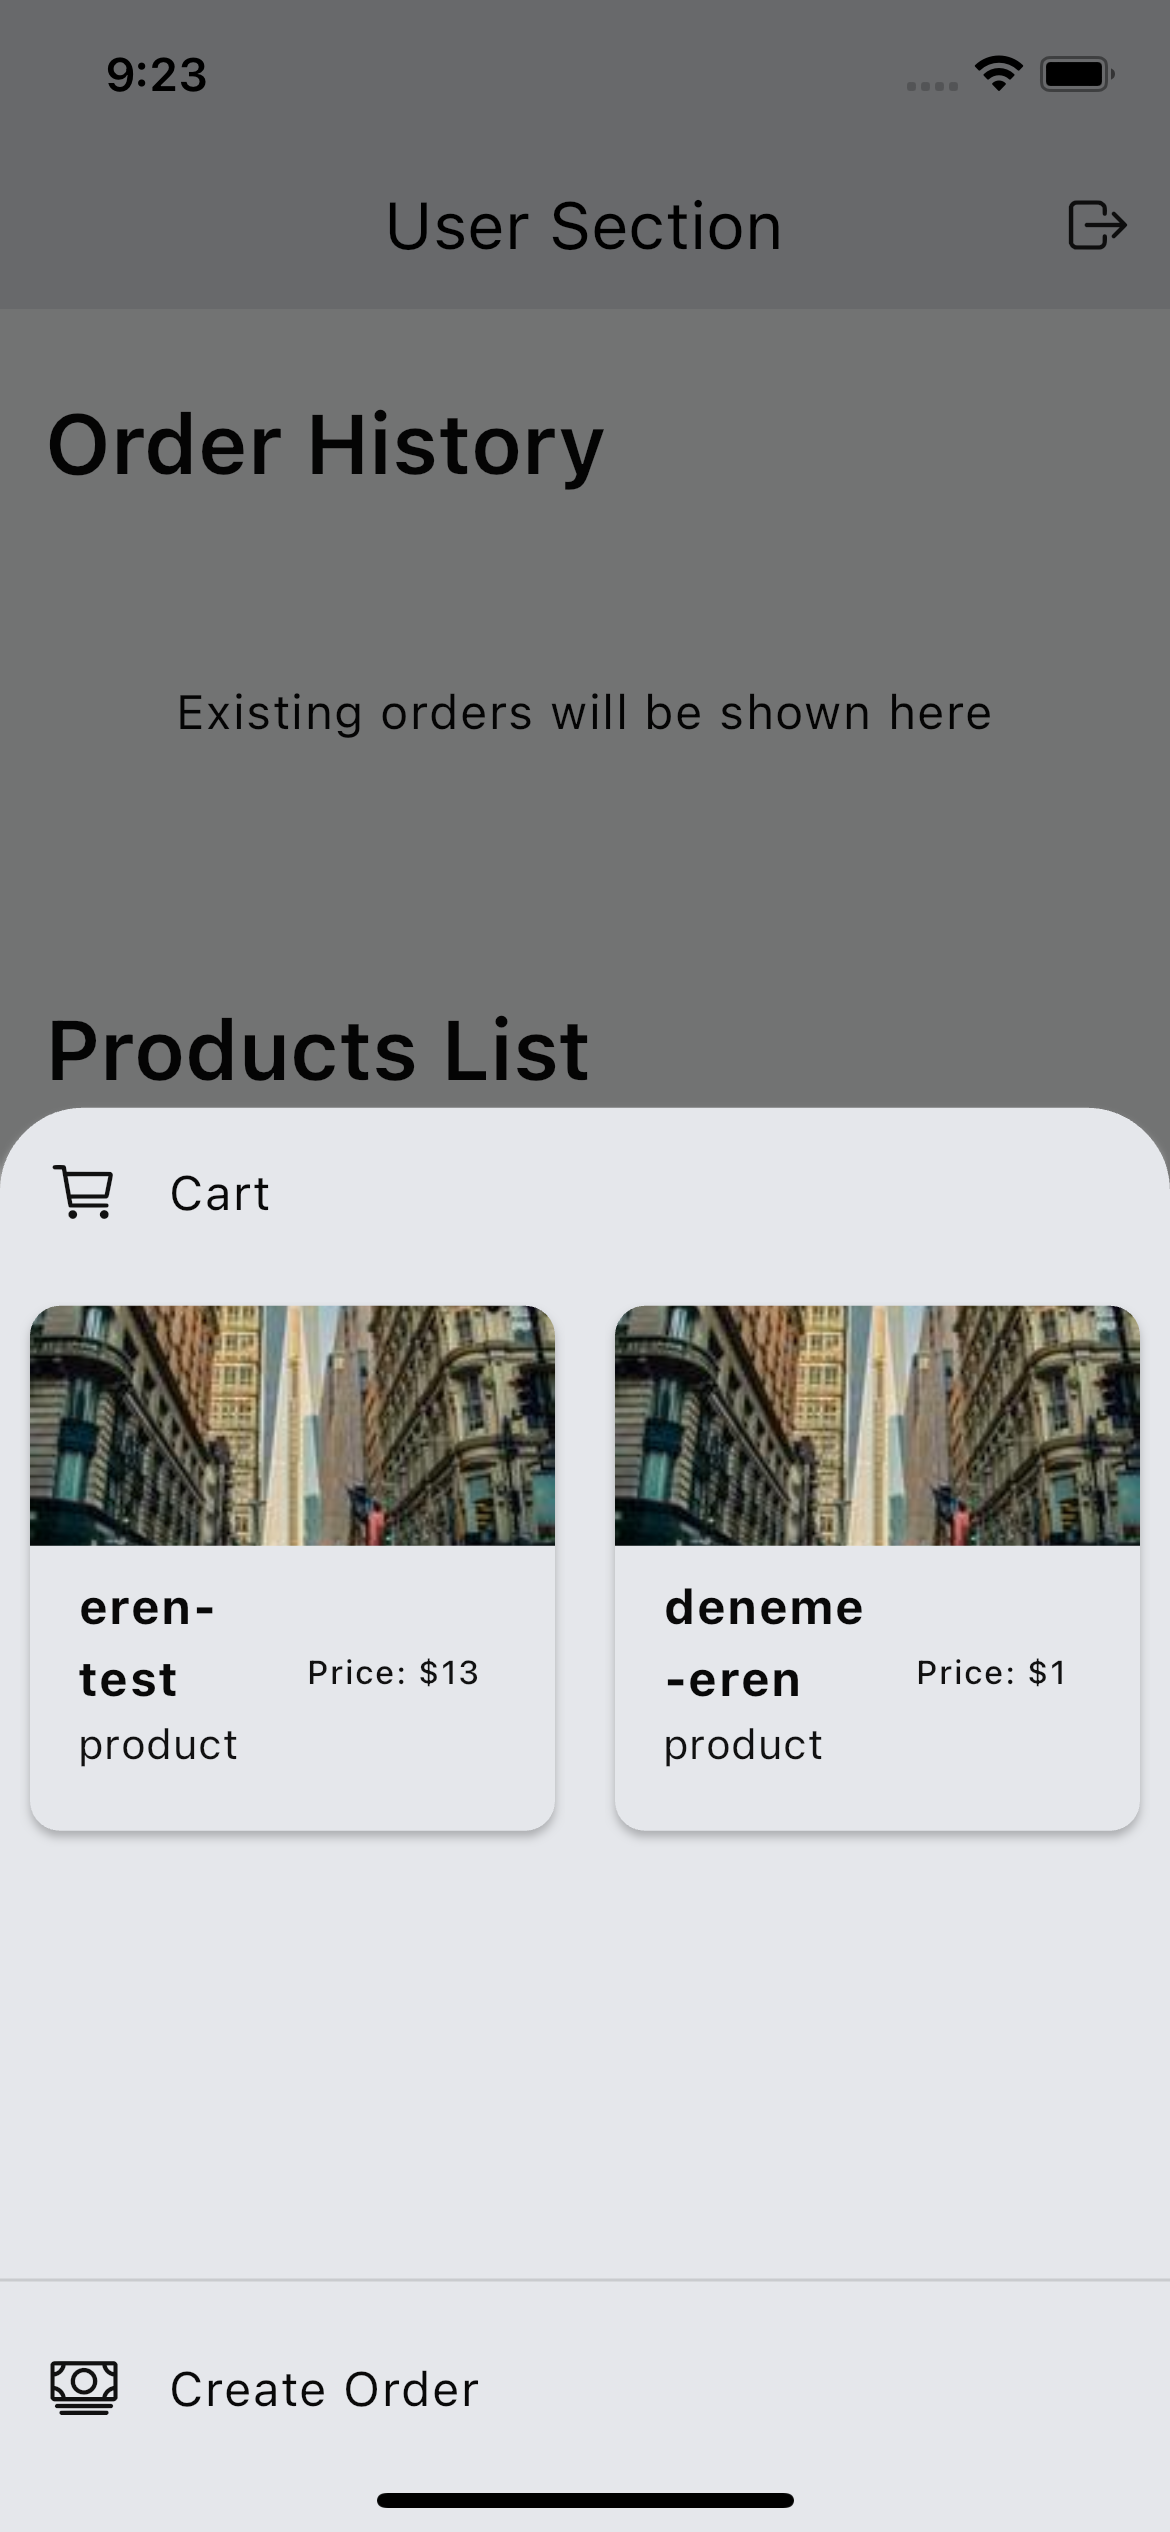 9:23
User Section
Order History
Existing orders will be shown here
Products List
Cart
eren-
test
Price: $13
product
deneme
-eren
Price: $1
product
Create Order